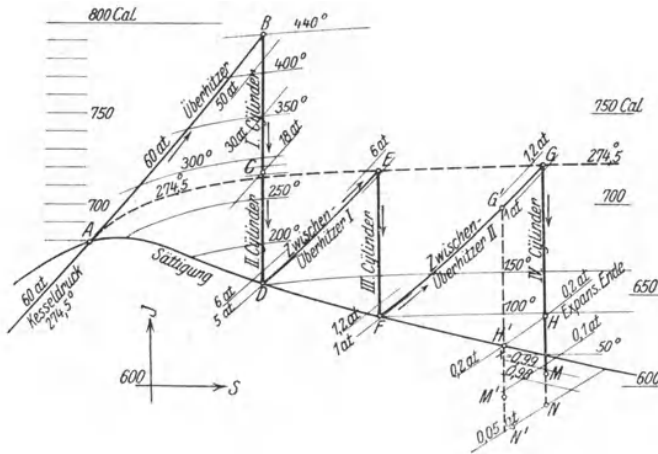 800 Cal.
B
440°
400°
Überhitzer
50 at
I. Cylinder
350°
750
750 Cal
60 at
30 at
18 at
300°
C
274,5°
6 at
E
1,2 at
G
274,5°
250°
700
700
A
II. Cylinder
200°
Zwischen-
Überhitzer I
III. Cylinder
G'
1 at
Zwischen-
Überhitzer II
IV. Cylinder
Sättigung
150°
60 at
Kesseldruck
274,5°
6 at
5 at
D
1,2 at
1 at
F
100°
650
0,2 at
Expans. Ende
H
J
H'
0,2 at
0,1 at
50°
0,99
0,98
M
600
S
600
M'
N
0,05 at
N'